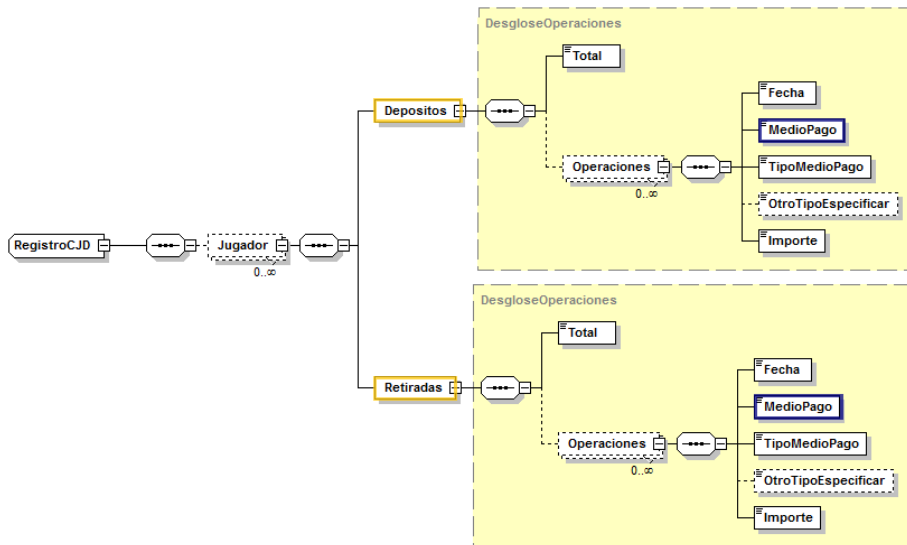 DesgloseOperaciones
Total
Fecha
Depositos
MedioPago
Operaciones
TipoMedioPago
0..∞
OtroTipoEspecificar
RegistroCJD
Jugador
Importe
0..∞
DesgloseOperaciones
Total
Fecha
Retiradas
MedioPago
Operaciones
TipoMedioPago
0..∞
OtroTipoEspecificar
Importe